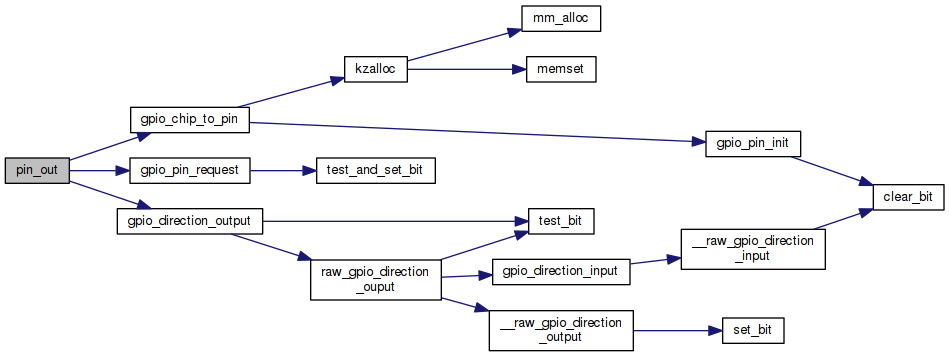 mm_alloc
kzalloc
memset
gpio_chip_to_pin
gpio_pin_init
pin_out
gpio_pin_request
test_and_set_bit
clear_bit
gpio_direction_output
test_bit
__raw_gpio_direction
_input
raw_gpio_direction
_ouput
gpio_direction_input
__raw_gpio_direction
_output
set_bit